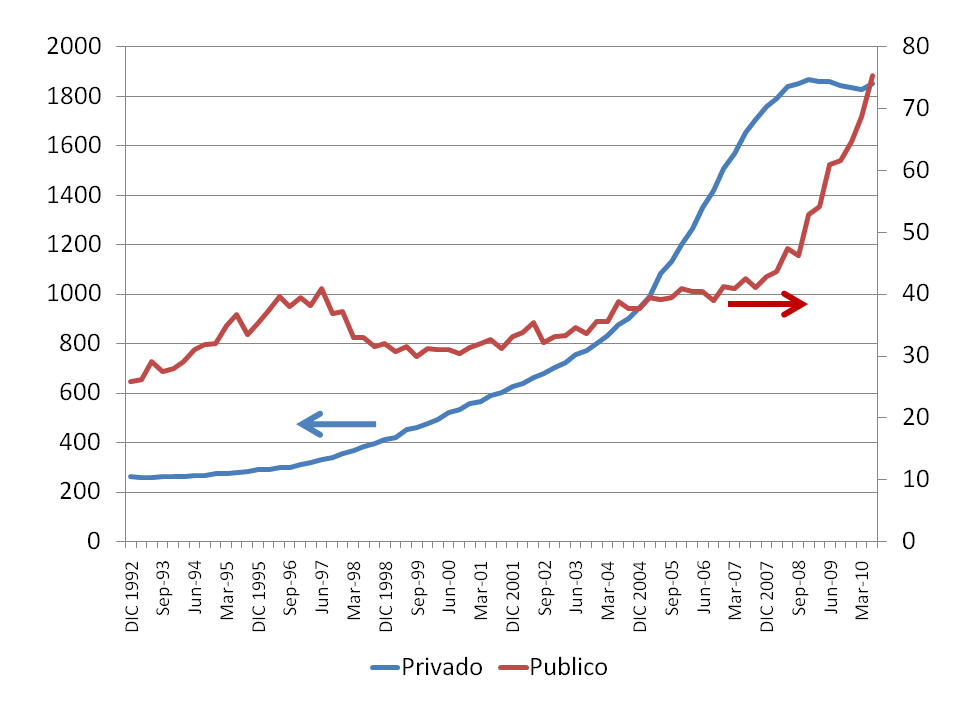 2000
1800
1600
1400
1200
1000
800
600
400
200
0
80
70
60
50
40
30
20
10
0
DIC 1992
Sep-93
Jun-94
Mar-95
DIC 1995
Sep-96
Jun-97
Mar-98
DIC 1998
Sep-99
Jun-00
Mar-01
DIC 2001
Sep-02
Jun-03
Mar-04
DIC 2004
Sep-05
Jun-06
Mar-07
DIC 2007
Sep-08
Jun-09
Mar-10
Privado Publico